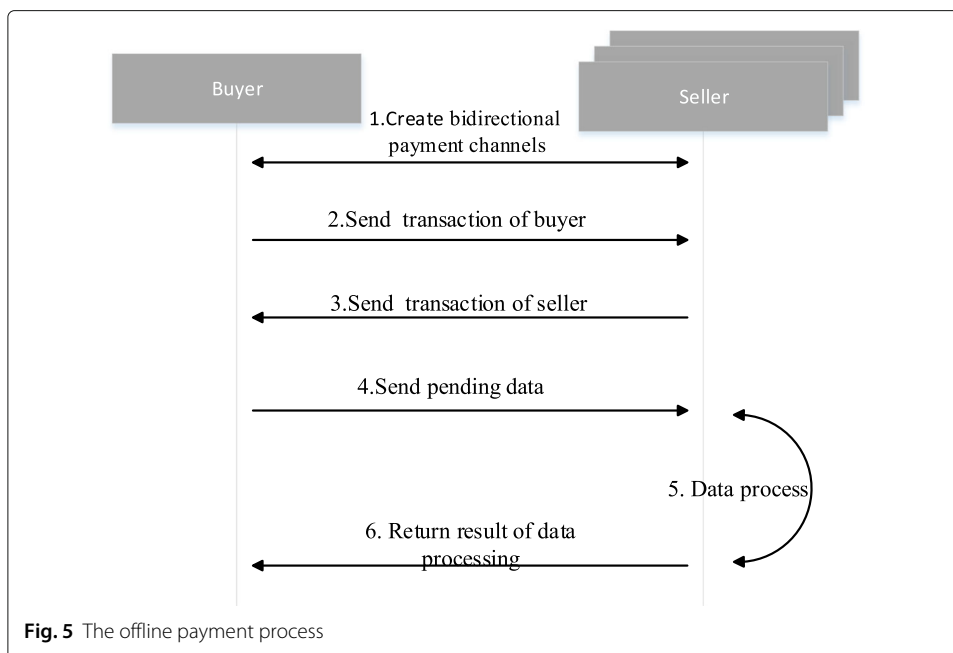 Buyer
Seller
1.Create bidirectional
payment channels
2.Send transaction of buyer
3.Send transaction of seller
4.Send pending data
5. Data process
6. Return result of data
processing
Fig. 5 The offline payment process